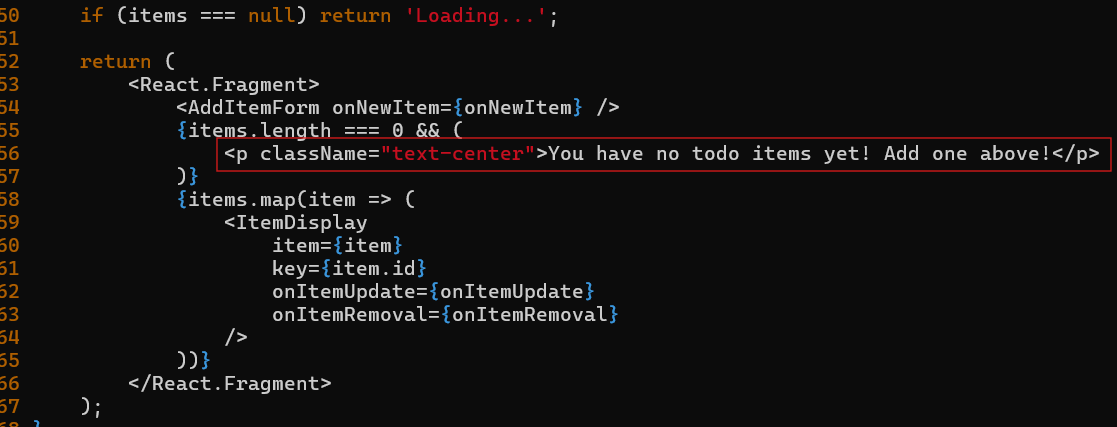 50     if (items === null) return 'Loading...';
51
52     return (
53         <React.Fragment>
54             <AddItemForm onNewItem={onNewItem} />
55             {items.length === 0 && (
56                 <p className="text-center">You have no todo items yet! Add one above!</p>
57             )}
58             {items.map(item => (
59                 <ItemDisplay
60                     item={item}
61                     key={item.id}
62                     onItemUpdate={onItemUpdate}
63                     onItemRemoval={onItemRemoval}
64                 />
65             ))}
66         </React.Fragment>
67     );
68 }